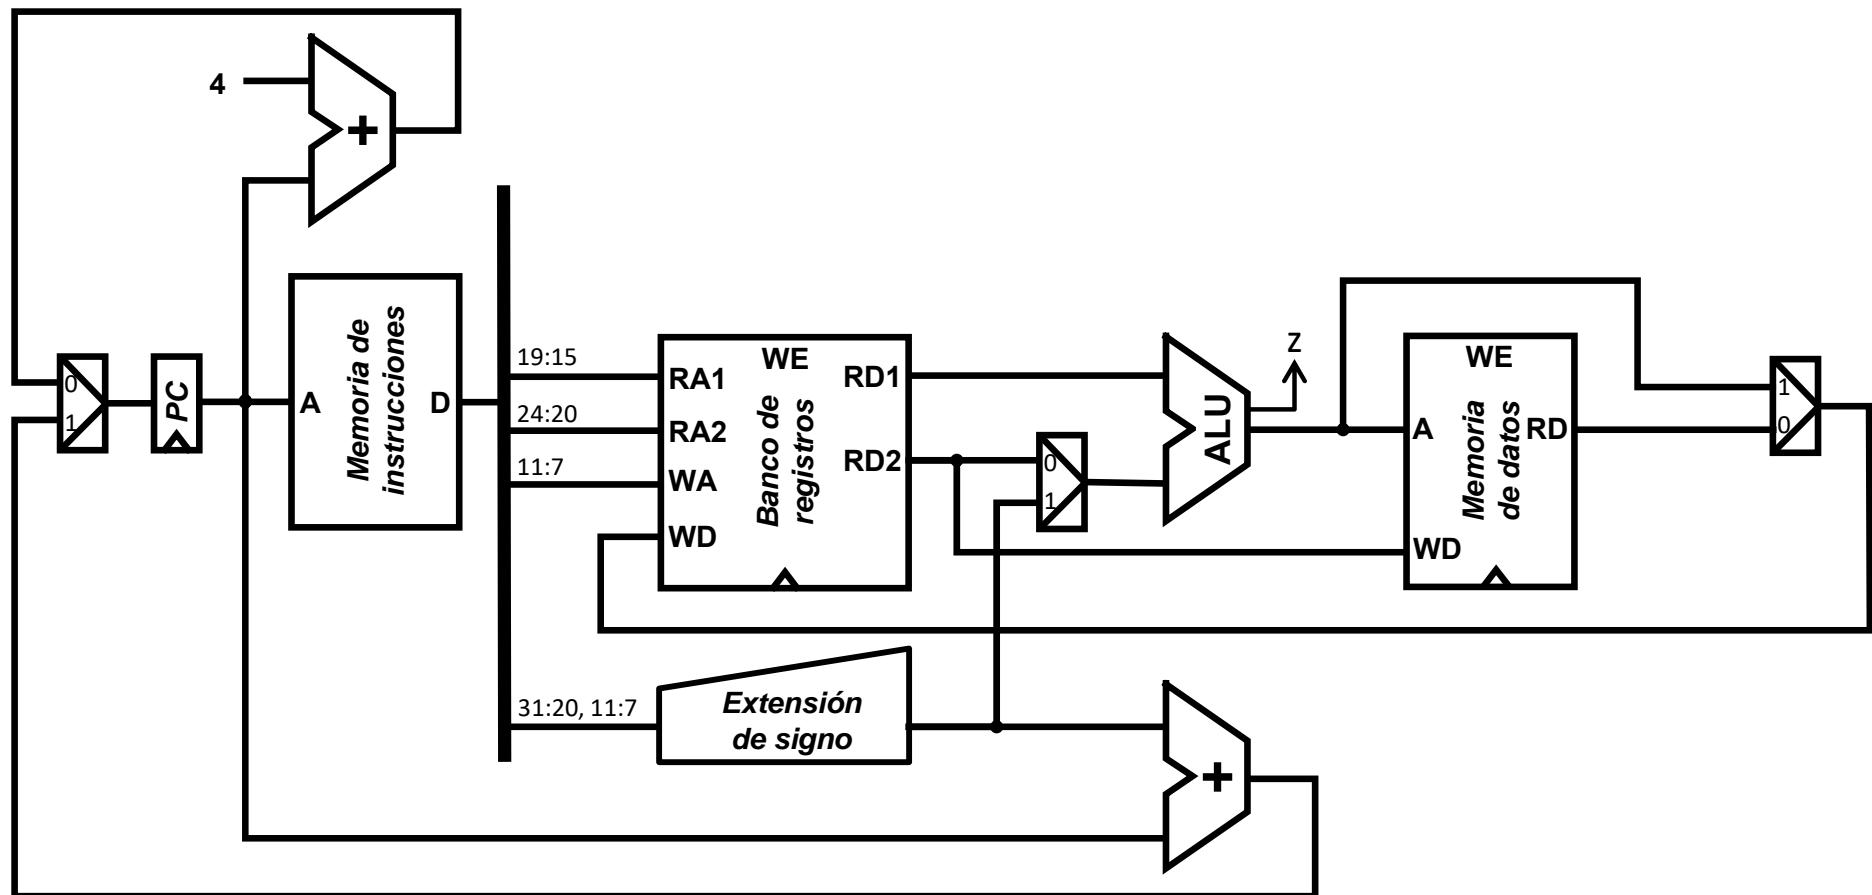 4
+
Memoria de
instrucciones
A
D
0
1
PC
19:15
24:20
11:7
31:20, 11:7
WE
RA1
RA2
WA
WD
RD1
RD2
Banco de
registros
0
1
ALU
Z
WE
A
RD
WD
Memoria
de datos
1
0
Extensión
de signo
+